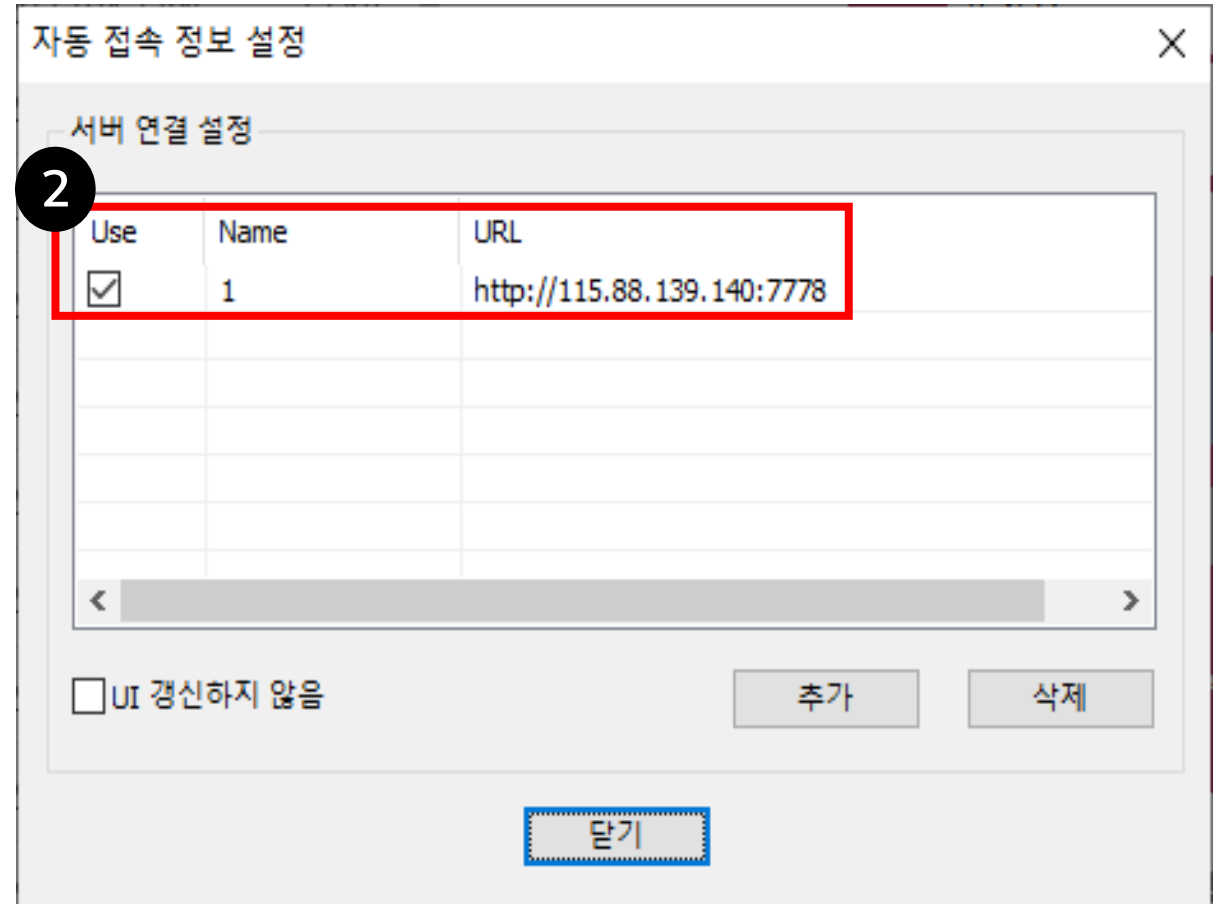 자동 접속 정보 설정
서버 연결 설정
2
Use Name URL
1 http://115.88.139.140:7778
UI 갱신하지 않음 추가 삭제
닫기